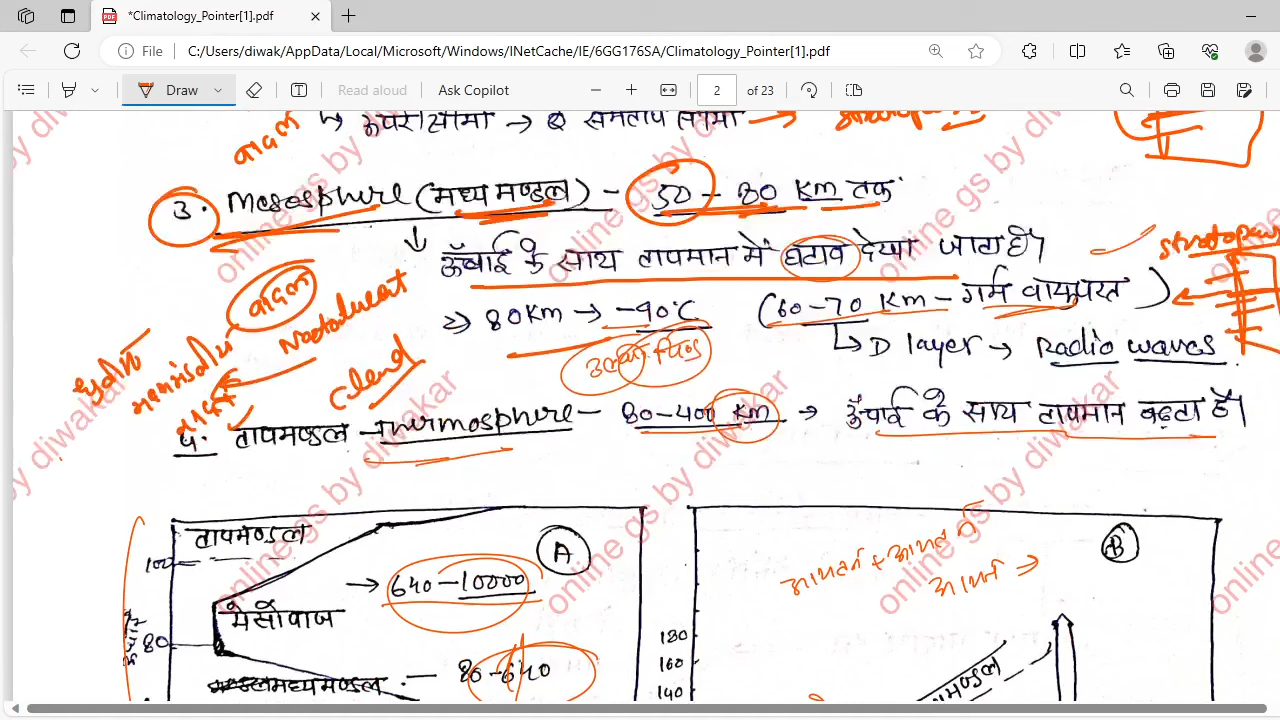 *Climatology_Pointer[1].pdf
File C:/Users/diwak/AppData/Local/Microsoft/Windows/INetCache/IE/6GG176SA/Climatology_Pointer[1].pdf
Draw Read aloud Ask Copilot 2 of 23
बादल
3. Mesosphere (मध्य मण्डल) - 50 - 80 Km तक
ऊँचाई के साथ तापमान में घटाव देखा जाता है।
⇒ 80Km → -90°C (60-70 Km - गर्म वायुपरत)
↳ D layer → Radio waves
बादल
Noctolucent
Cloud
उल्का पिंड
4. तापमण्डल - Thermosphere - 80-400 Km → ऊँचाई के साथ तापमान बढ़ता है।
तापमण्डल
100
A
→ 640 - 10000
मेसोपाज
80
मध्यमण्डल - 80-640
B
180
160
140
online gs by diwakar